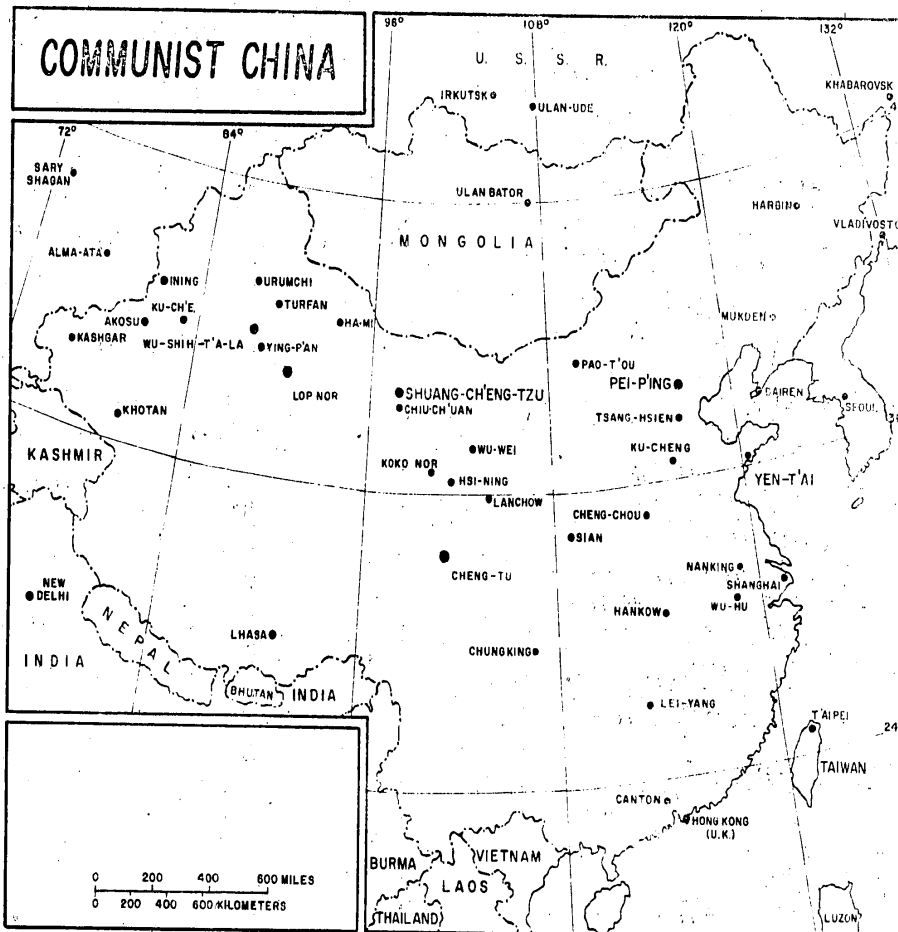 COMMUNIST CHINA
96°
108°
120°
132°
U. S. S. R.
IRKUTSK
ULAN-UDE
KHABAROVSK
72°
84°
SARY
SHAGAN
ULAN BATOR
HARBIN
VLADIVOSTO
MONGOLIA
ALMA-ATA
INING
URUMCHI
KU-CH'E
TURFAN
AKOSU
HA-MI
MUKDEN
KASHGAR
WU-SHIH-T'A-LA
YING-P'AN
PAO-T'OU
PEI-P'ING
LOP NOR
SHUANG-CH'ENG-TZU
DAIREN
SEOUL
CHIU-CH'UAN
KHOTAN
TSANG-HSIEN
KASHMIR
WU-WEI
KU-CHENG
KOKO NOR
HSI-NING
YEN-T'AI
LANCHOW
CHENG-CHOU
SIAN
CHENG-TU
NANKING
SHANGHAI
NEW
DELHI
WU-HU
HANKOW
NEPAL
LHASA
CHUNGKING
INDIA
BHUTAN
INDIA
LEI-YANG
T'AIPEI
24
TAIWAN
CANTON
HONG KONG
(U.K.)
BURMA
VIETNAM
LAOS
THAILAND
LUZON
0 200 400 600 MILES
0 200 400 600 KILOMETERS